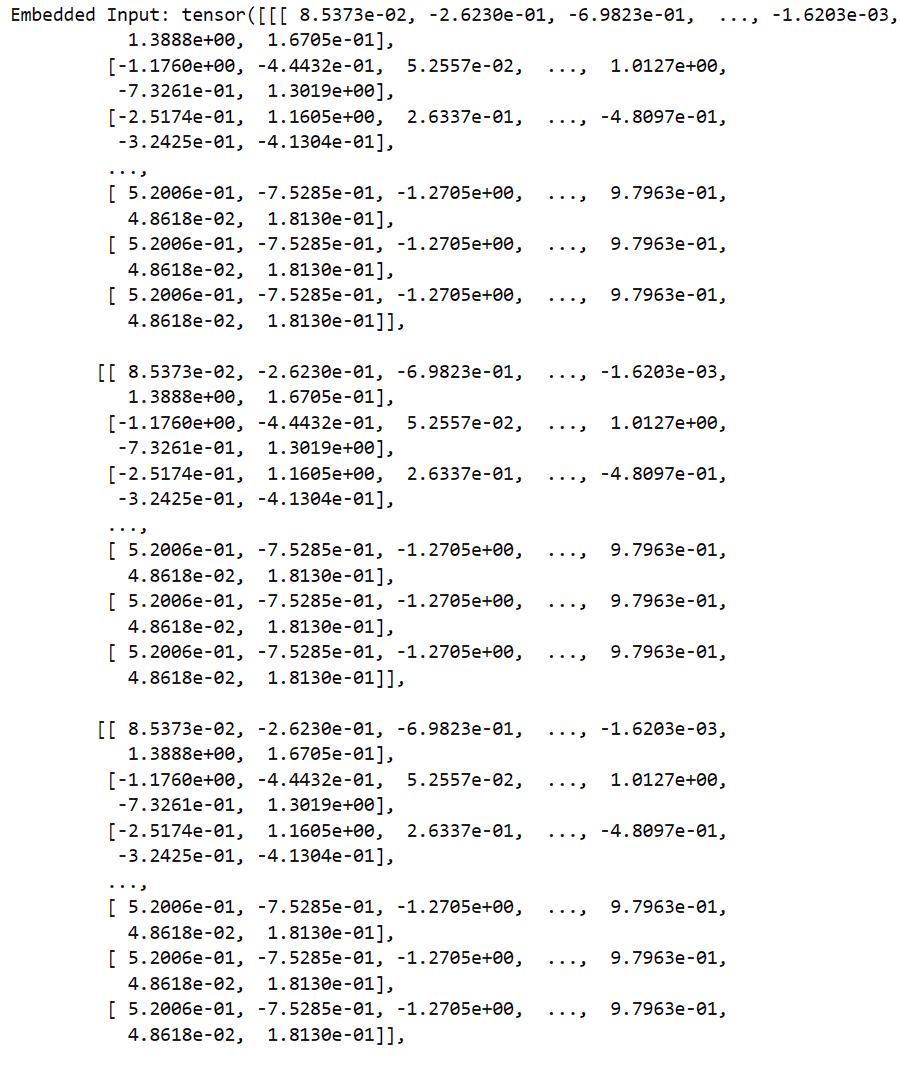 Embedded Input: tensor([[[ 8.5373e-02, -2.6230e-01, -6.9823e-01,  ..., -1.6203e-03,
           1.3888e+00,  1.6705e-01],
         [-1.1760e+00, -4.4432e-01,  5.2557e-02,  ...,  1.0127e+00,
          -7.3261e-01,  1.3019e+00],
         [-2.5174e-01,  1.1605e+00,  2.6337e-01,  ..., -4.8097e-01,
          -3.2425e-01, -4.1304e-01],
         ...,
         [ 5.2006e-01, -7.5285e-01, -1.2705e+00,  ...,  9.7963e-01,
           4.8618e-02,  1.8130e-01],
         [ 5.2006e-01, -7.5285e-01, -1.2705e+00,  ...,  9.7963e-01,
           4.8618e-02,  1.8130e-01],
         [ 5.2006e-01, -7.5285e-01, -1.2705e+00,  ...,  9.7963e-01,
           4.8618e-02,  1.8130e-01]],

        [[ 8.5373e-02, -2.6230e-01, -6.9823e-01,  ..., -1.6203e-03,
           1.3888e+00,  1.6705e-01],
         [-1.1760e+00, -4.4432e-01,  5.2557e-02,  ...,  1.0127e+00,
          -7.3261e-01,  1.3019e+00],
         [-2.5174e-01,  1.1605e+00,  2.6337e-01,  ..., -4.8097e-01,
          -3.2425e-01, -4.1304e-01],
         ...,
         [ 5.2006e-01, -7.5285e-01, -1.2705e+00,  ...,  9.7963e-01,
           4.8618e-02,  1.8130e-01],
         [ 5.2006e-01, -7.5285e-01, -1.2705e+00,  ...,  9.7963e-01,
           4.8618e-02,  1.8130e-01],
         [ 5.2006e-01, -7.5285e-01, -1.2705e+00,  ...,  9.7963e-01,
           4.8618e-02,  1.8130e-01]],

        [[ 8.5373e-02, -2.6230e-01, -6.9823e-01,  ..., -1.6203e-03,
           1.3888e+00,  1.6705e-01],
         [-1.1760e+00, -4.4432e-01,  5.2557e-02,  ...,  1.0127e+00,
          -7.3261e-01,  1.3019e+00],
         [-2.5174e-01,  1.1605e+00,  2.6337e-01,  ..., -4.8097e-01,
          -3.2425e-01, -4.1304e-01],
         ...,
         [ 5.2006e-01, -7.5285e-01, -1.2705e+00,  ...,  9.7963e-01,
           4.8618e-02,  1.8130e-01],
         [ 5.2006e-01, -7.5285e-01, -1.2705e+00,  ...,  9.7963e-01,
           4.8618e-02,  1.8130e-01],
         [ 5.2006e-01, -7.5285e-01, -1.2705e+00,  ...,  9.7963e-01,
           4.8618e-02,  1.8130e-01]],